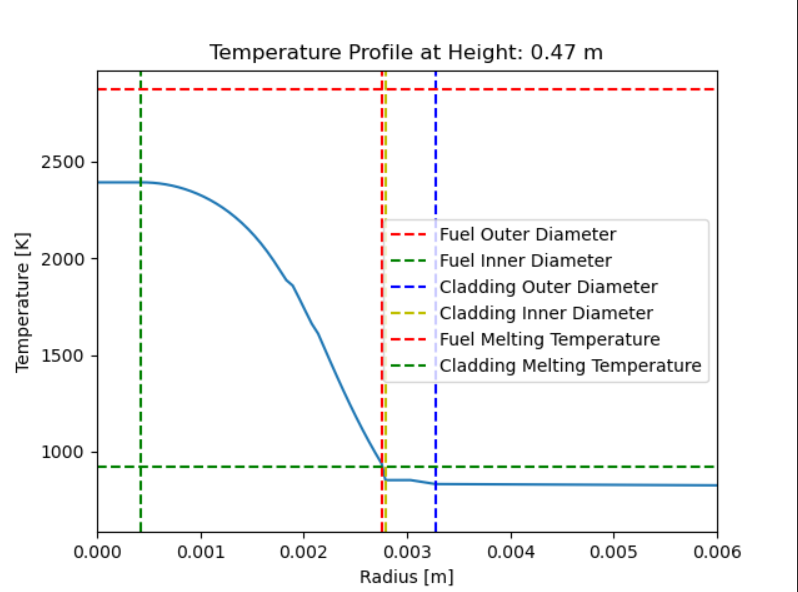 Temperature Profile at Height: 0.47 m
2500
2000
1500
1000
Temperature [K]
Fuel Outer Diameter
Fuel Inner Diameter
Cladding Outer Diameter
Cladding Inner Diameter
Fuel Melting Temperature
Cladding Melting Temperature
0.000 0.001 0.002 0.003 0.004 0.005 0.006
Radius [m]